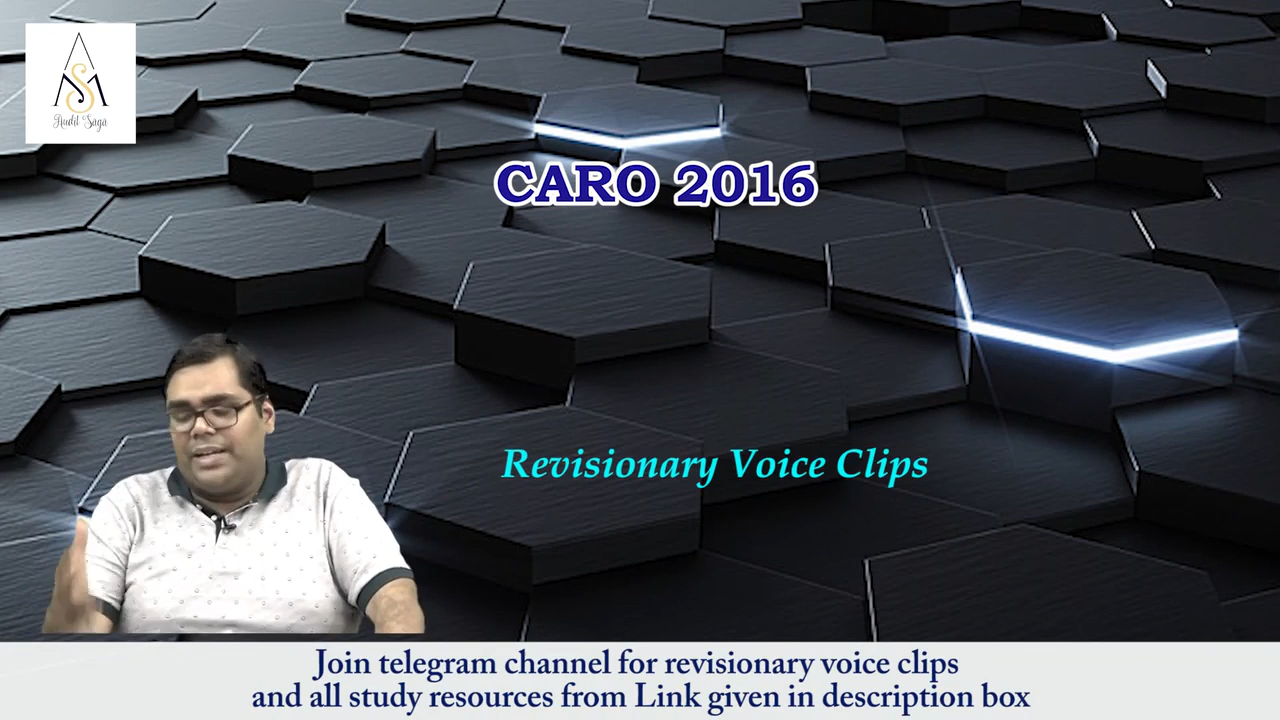 ASM
Audit Saga
CARO 2016
Revisionary Voice Clips
Join telegram channel for revisionary voice clips
and all study resources from Link given in description box